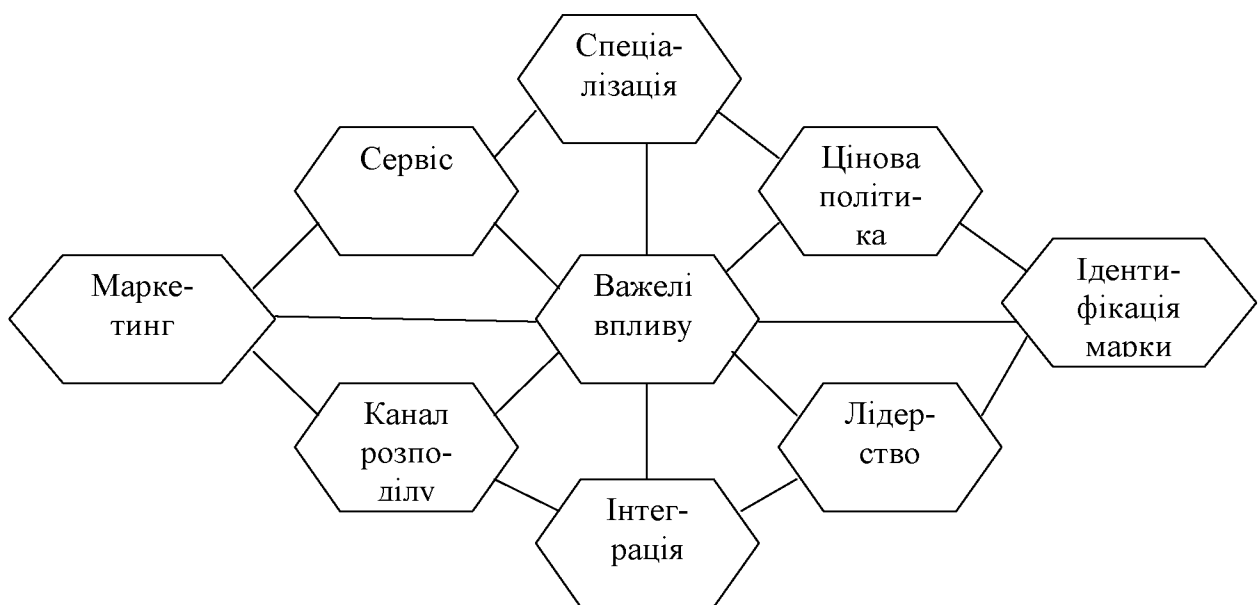 Спеціа-
лізація
Сервіс
Цінова
політи-
ка
Марке-
тинг
Важелі
впливу
Іденти-
фікація
марки
Канал
розпо-
ділу
Лідер-
ство
Інтег-
рація